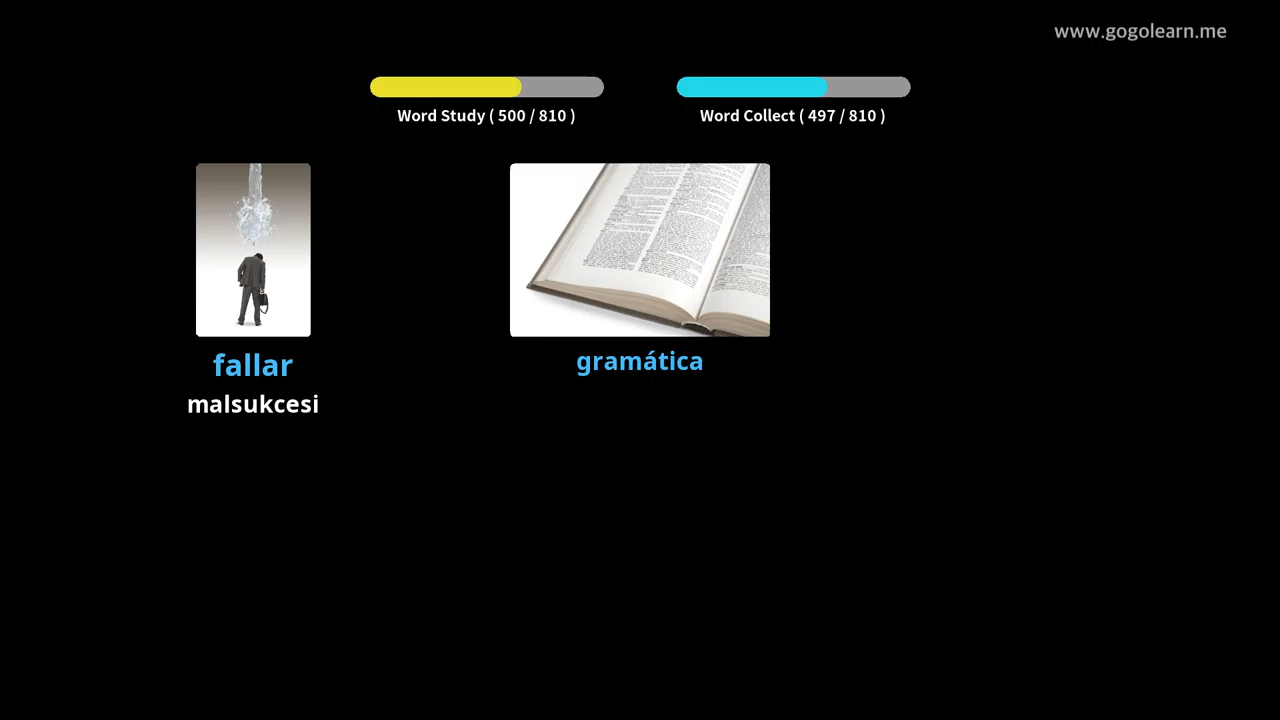 www.gogolearn.me
Word Study ( 500 / 810 )
Word Collect ( 497 / 810 )
fallar
malsukcesi
gramática